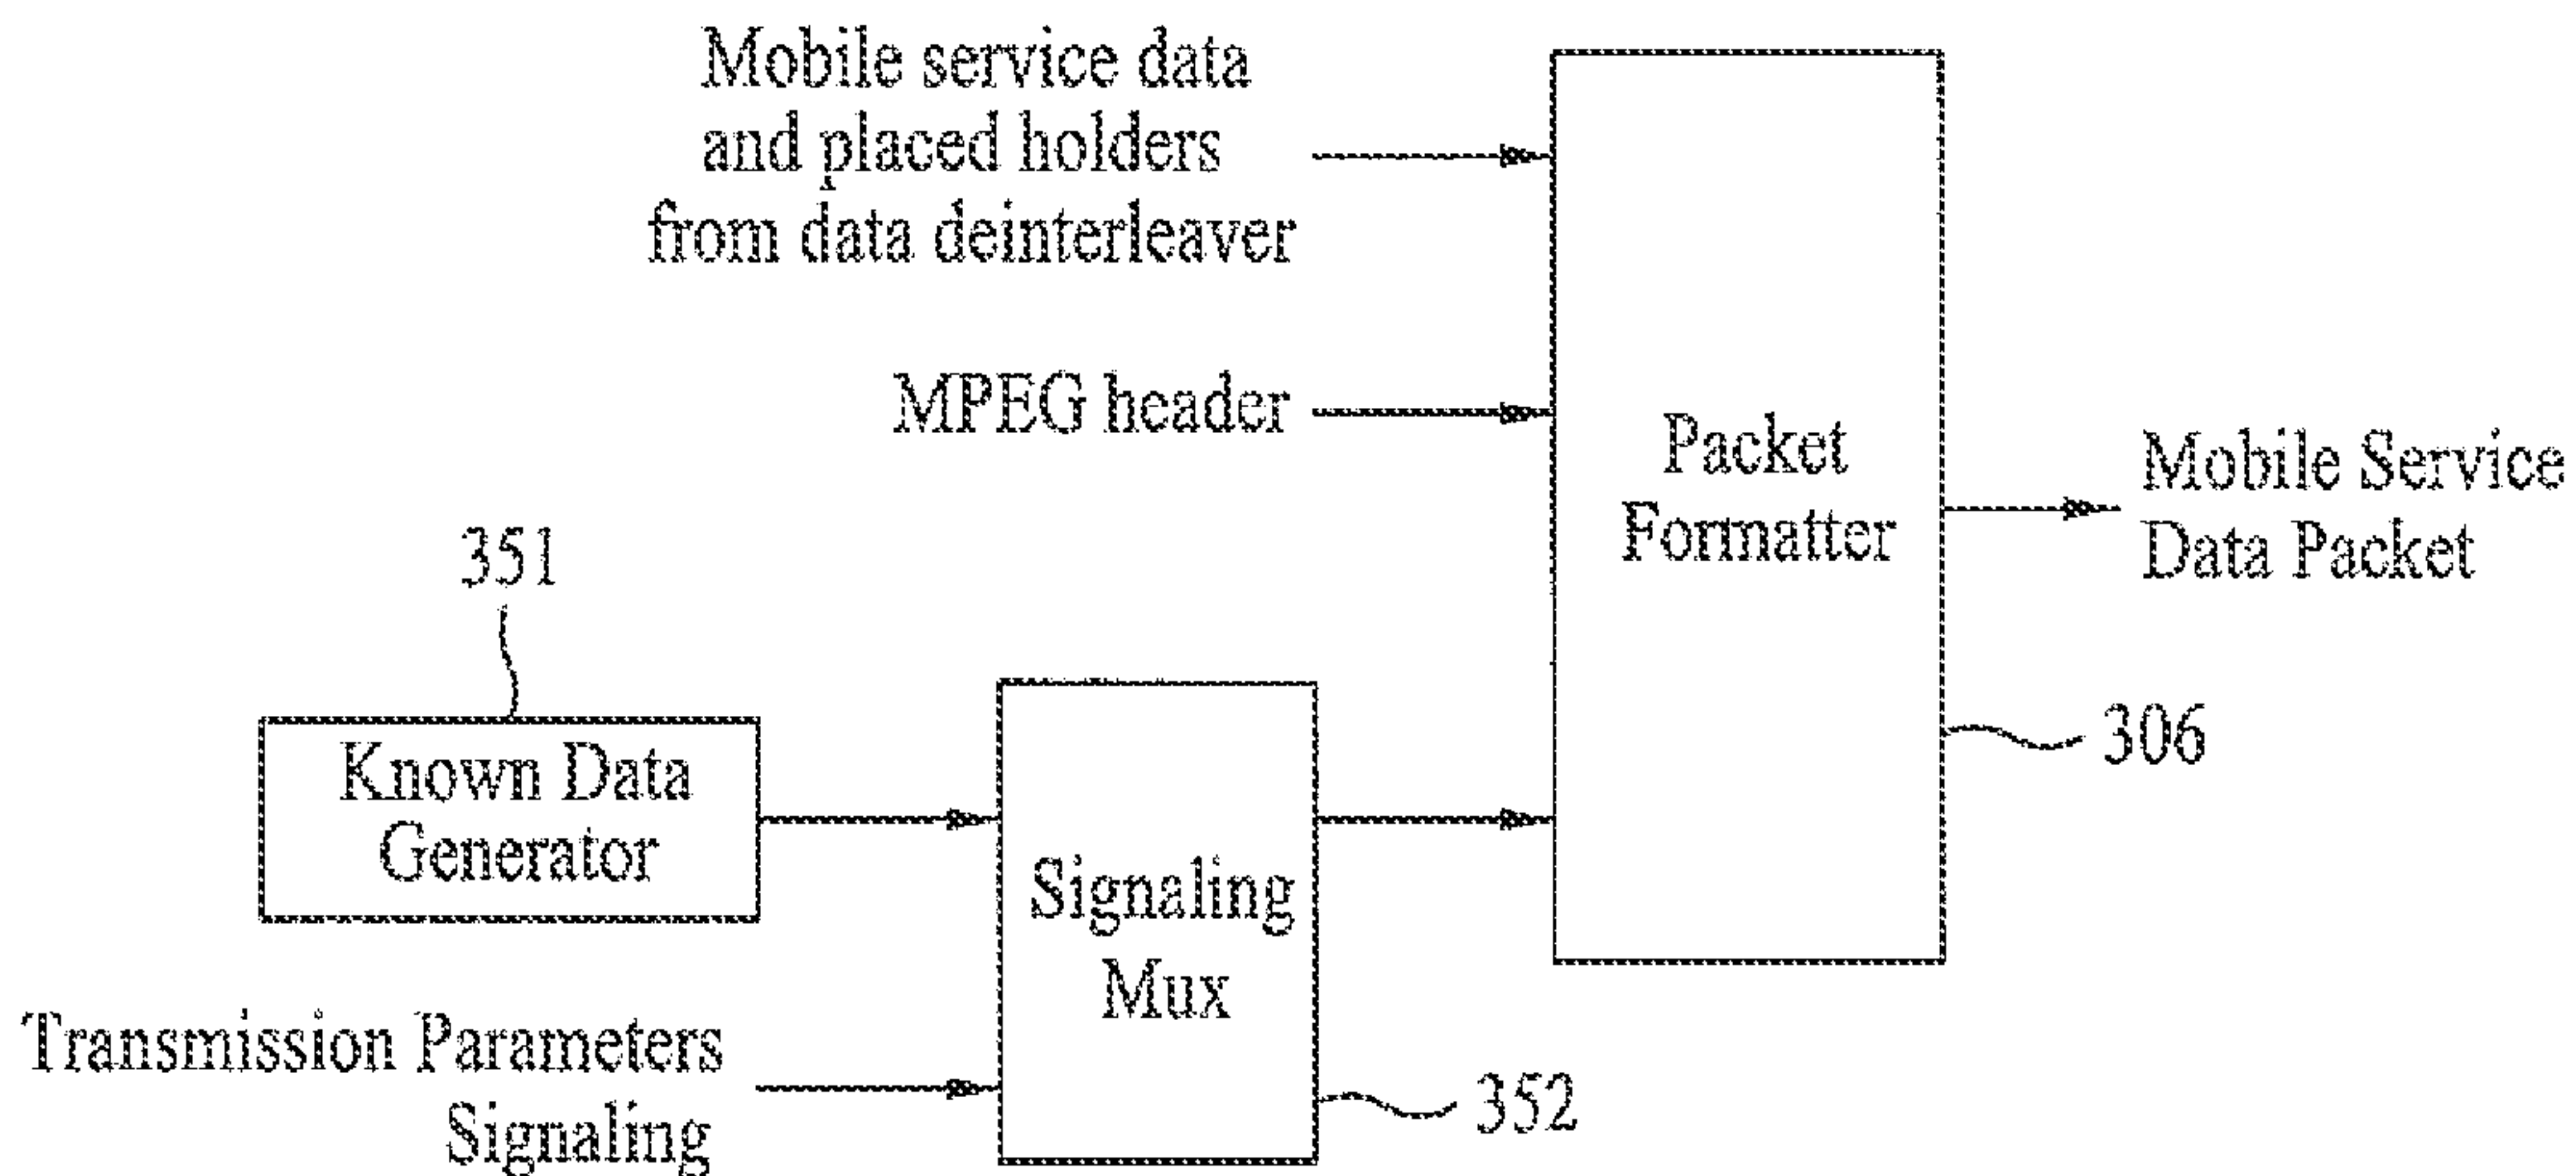 Mobile service data
and placed holders
from data deinterleaver
MPEG header
Packet
Formatter
Mobile Service
Data Packet
351
306
Known Data
Generator
Signaling
Mux
Transmission Parameters
Signaling
352